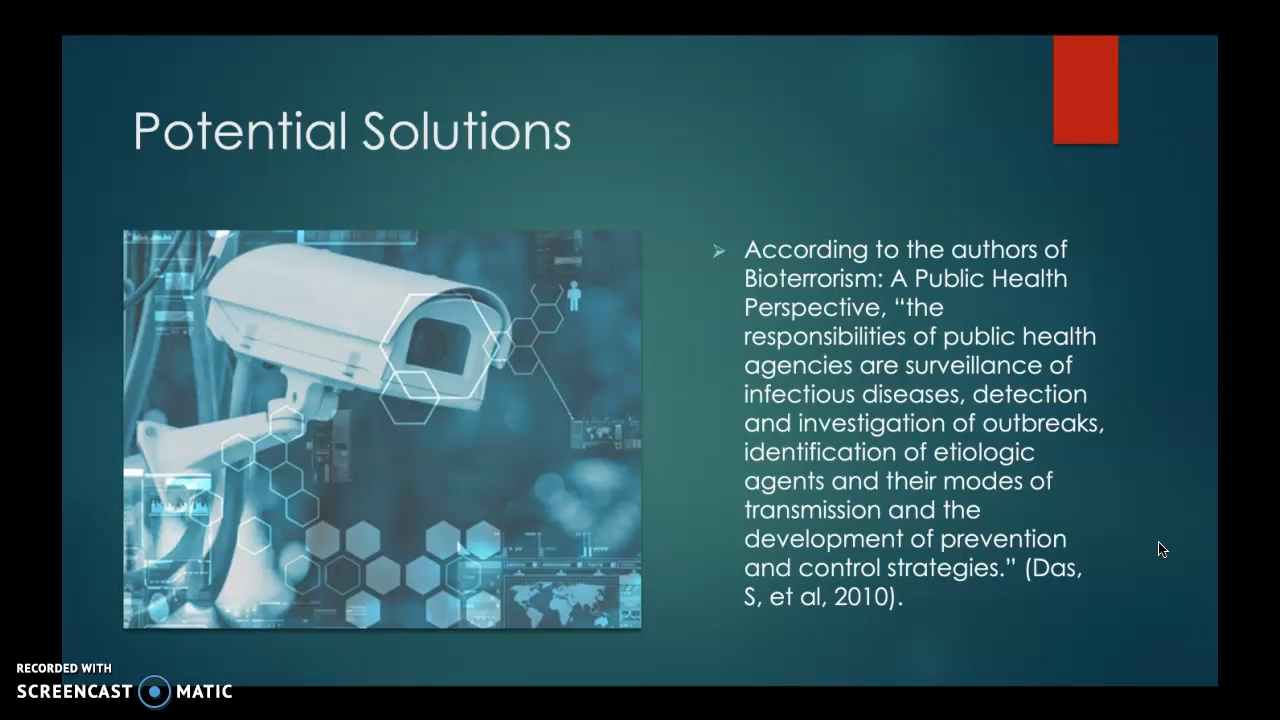 Potential Solutions
According to the authors of
Bioterrorism: A Public Health
Perspective, “the
responsibilities of public health
agencies are surveillance of
infectious diseases, detection
and investigation of outbreaks,
identification of etiologic
agents and their modes of
transmission and the
development of prevention
and control strategies.” (Das,
S, et al, 2010).
RECORDED WITH
SCREENCAST MATIC